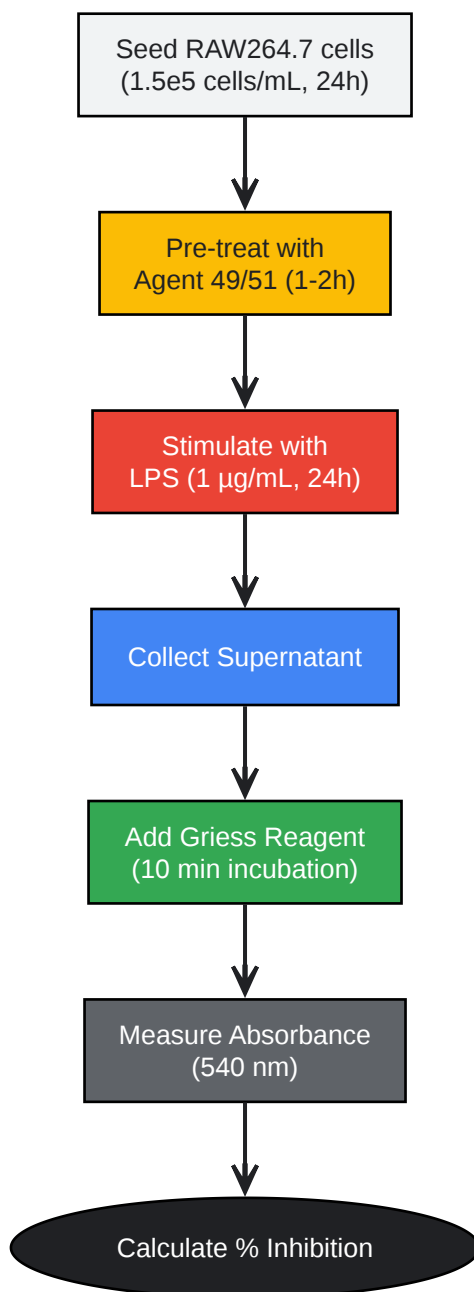 Seed RAW264.7 cells
(1.5e5 cells/mL, 24h)
Pre-treat with
Agent 49/51 (1-2h)
Stimulate with
LPS (1 µg/mL, 24h)
Collect Supernatant
Add Griess Reagent
(10 min incubation)
Measure Absorbance
(540 nm)
Calculate % Inhibition